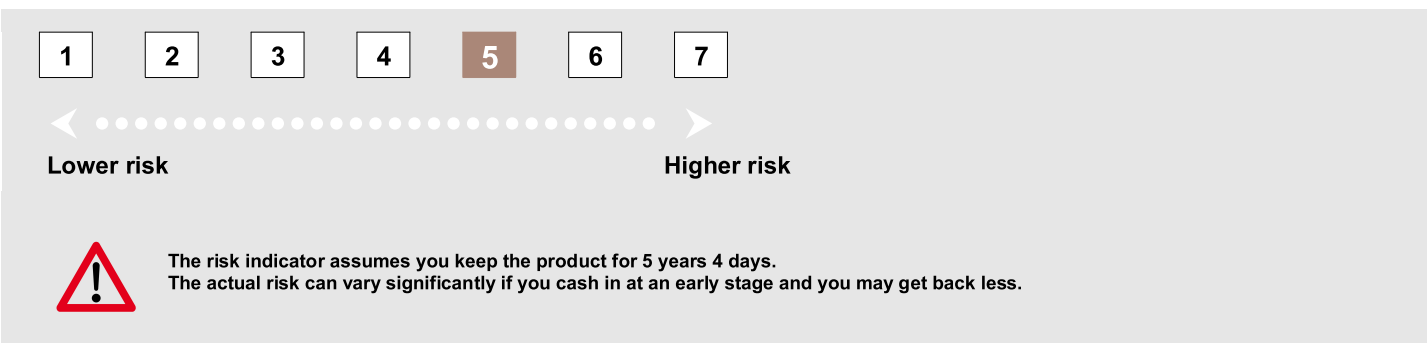 1 2 3 4 5 6 7
Lower risk Higher risk
The risk indicator assumes you keep the product for 5 years 4 days.
The actual risk can vary significantly if you cash in at an early stage and you may get back less.